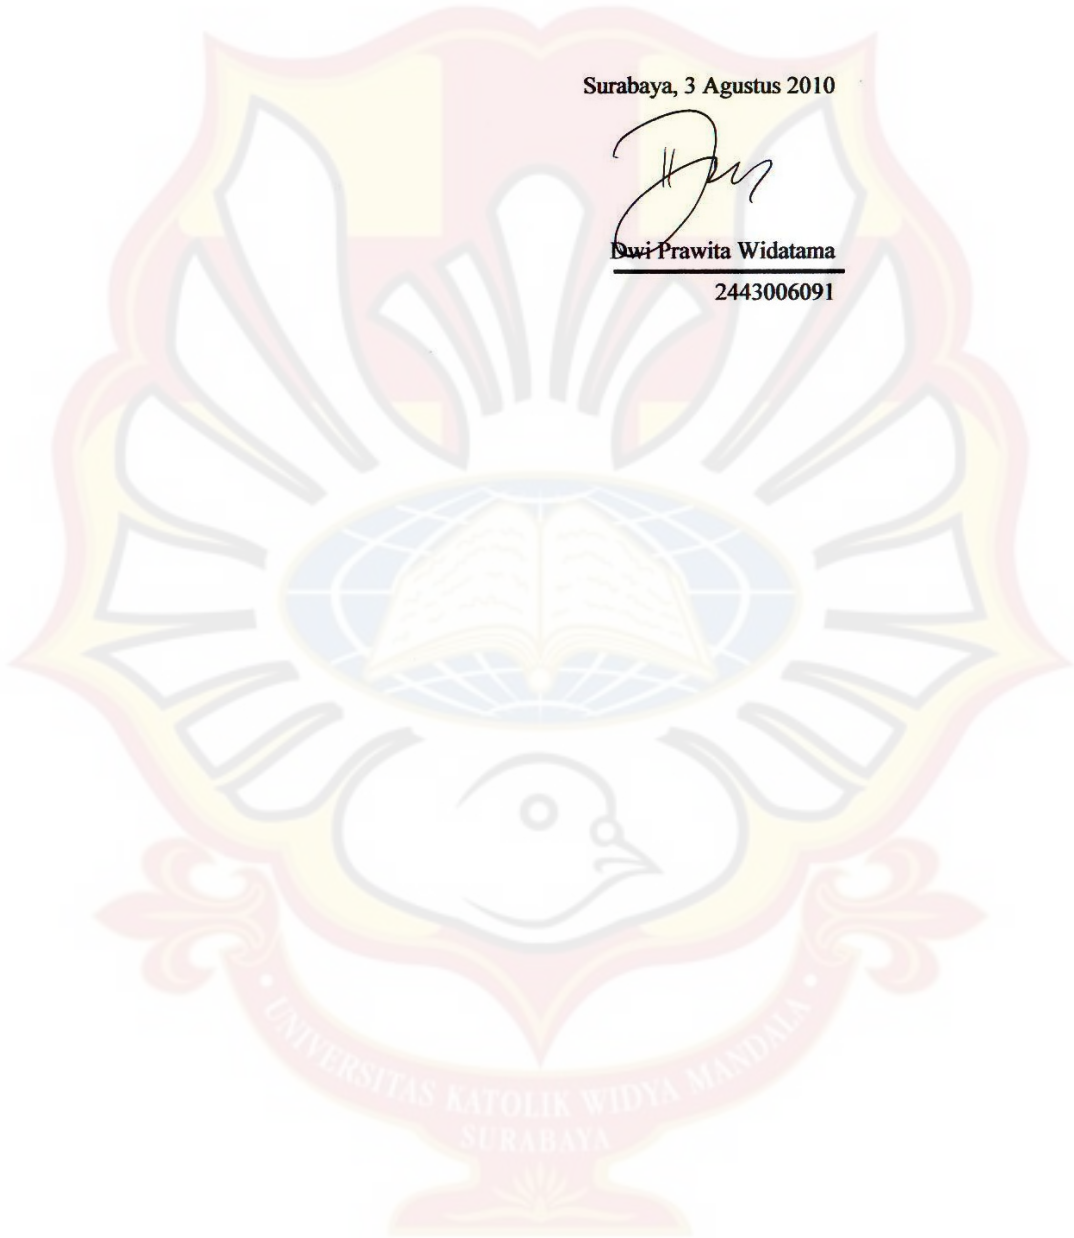 Surabaya, 3 Agustus 2010
Dwi Prawita Widatama
2443006091
• UNIVERSITAS KATOLIK WIDYA MANDALA •
SURABAYA